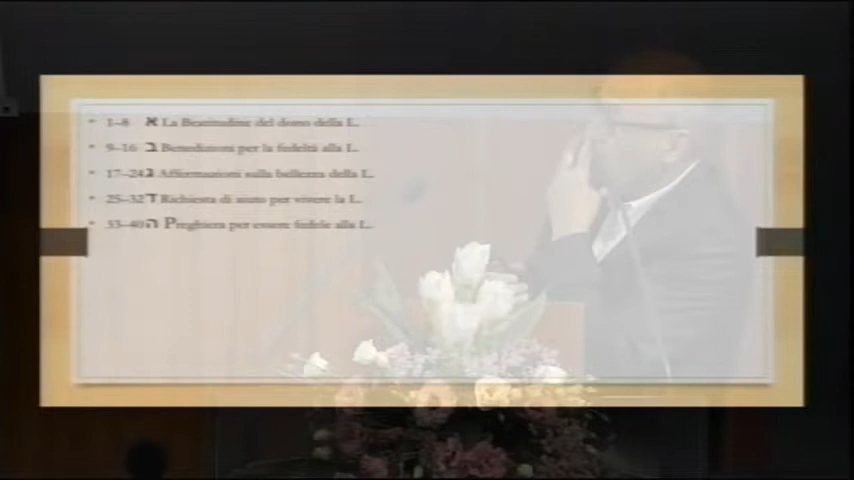 • 1–8 א La Beatitudine del dono della L.
• 9–16 ב Benedizioni per la fedeltà alla L.
• 17–24 ג Affermazioni sulla bellezza della L.
• 25–32 ד Richiesta di aiuto per vivere la L.
• 33–40 ה Preghiera per essere fedele alla L.